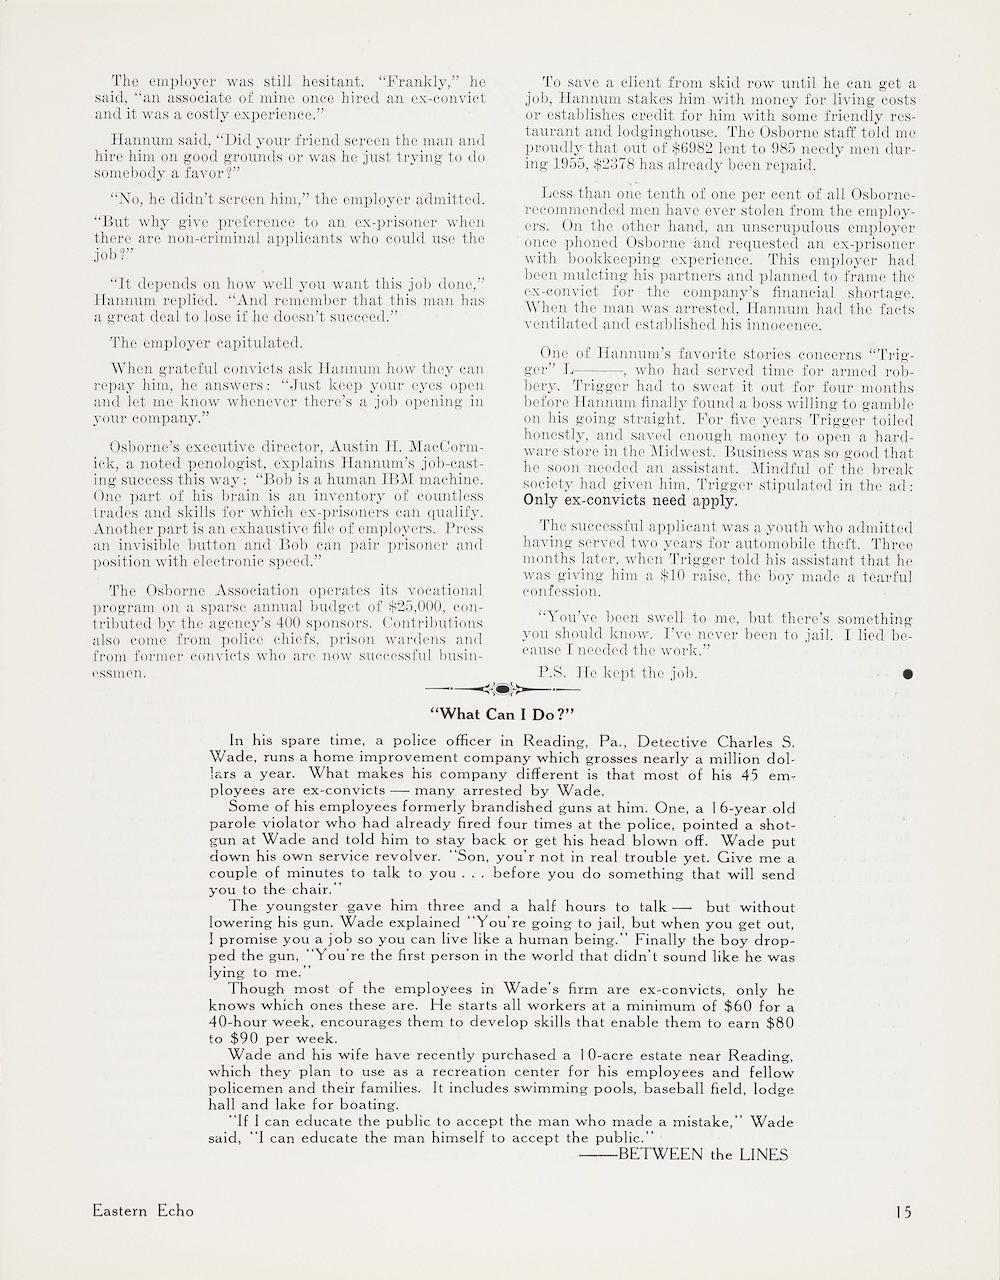 The employer was still hesitant. "Frankly," he
said, "an associate of mine once hired an ex-convict
and it was a costly experience."
Hannum said, "Did your friend screen the man and
hire him on good grounds or was he just trying to do
somebody a favor?"
"No, he didn't screen him," the employer admitted.
"But why give preference to an ex-prisoner when
there are non-criminal applicants who could use the
job?"
"It depends on how well you want this job done,"
Hannum replied. "And remember that this man has
a great deal to lose if he doesn't succeed."
The employer capitulated.
When grateful convicts ask Hannum how they can
repay him, he answers: "Just keep your eyes open
and let me know whenever there's a job opening in
your company."
Osborne's executive director, Austin H. MacCorm-
ick, a noted penologist, explains Hannum's job-cast-
ing success this way: "Bob is a human IBM machine.
One part of his brain is an inventory of countless
trades and skills for which ex-prisoners can qualify.
Another part is an exhaustive file of employers. Press
an invisible button and Bob can pair prisoner and
position with electronic speed."
The Osborne Association operates its vocational
program on a sparse annual budget of $25,000, con-
tributed by the agency's 400 sponsors. Contributions
also come from police chiefs, prison wardens and
from former convicts who are now successful busin-
essmen.
To save a client from skid row until he can get a
job, Hannum stakes him with money for living costs
or establishes credit for him with some friendly res-
taurant and lodginghouse. The Osborne staff told me
proudly that out of $6982 lent to 985 needy men dur-
ing 1955, $2378 has already been repaid.
Less than one tenth of one per cent of all Osborne-
recommended men have ever stolen from the employ-
ers. On the other hand, an unscrupulous employer
once phoned Osborne and requested an ex-prisoner
with bookkeeping experience. This employer had
been mulcting his partners and planned to frame the
ex-convict for the company's financial shortage.
When the man was arrested, Hannum had the facts
ventilated and established his innocence.
One of Hannum's favorite stories concerns "Trig-
ger" L———, who had served time for armed rob-
bery. Trigger had to sweat it out for four months
before Hannum finally found a boss willing to gamble
on his going straight. For five years Trigger toiled
honestly, and saved enough money to open a hard-
ware store in the Midwest. Business was so good that
he soon needed an assistant. Mindful of the break
society had given him, Trigger stipulated in the ad:
Only ex-convicts need apply.
The successful applicant was a youth who admitted
having served two years for automobile theft. Three
months later, when Trigger told his assistant that he
was giving him a $10 raise, the boy made a tearful
confession.
"You've been swell to me, but there's something
you should know. I've never been to jail. I lied be-
cause I needed the work."
P.S. He kept the job.
"What Can I Do?"
In his spare time, a police officer in Reading, Pa., Detective Charles S.
Wade, runs a home improvement company which grosses nearly a million dol-
lars a year. What makes his company different is that most of his 45 em-
ployees are ex-convicts — many arrested by Wade.
Some of his employees formerly brandished guns at him. One, a 16-year old
parole violator who had already fired four times at the police, pointed a shot-
gun at Wade and told him to stay back or get his head blown off. Wade put
down his own service revolver. "Son, you'r not in real trouble yet. Give me a
couple of minutes to talk to you . . . before you do something that will send
you to the chair."
The youngster gave him three and a half hours to talk — but without
lowering his gun. Wade explained "You're going to jail, but when you get out,
I promise you a job so you can live like a human being." Finally the boy drop-
ped the gun, "You're the first person in the world that didn't sound like he was
lying to me."
Though most of the employees in Wade's firm are ex-convicts, only he
knows which ones these are. He starts all workers at a minimum of $60 for a
40-hour week, encourages them to develop skills that enable them to earn $80
to $90 per week.
Wade and his wife have recently purchased a 10-acre estate near Reading,
which they plan to use as a recreation center for his employees and fellow
policemen and their families. It includes swimming pools, baseball field, lodge
hall and lake for boating.
"If I can educate the public to accept the man who made a mistake," Wade
said, "I can educate the man himself to accept the public."
———BETWEEN the LINES
Eastern Echo
15